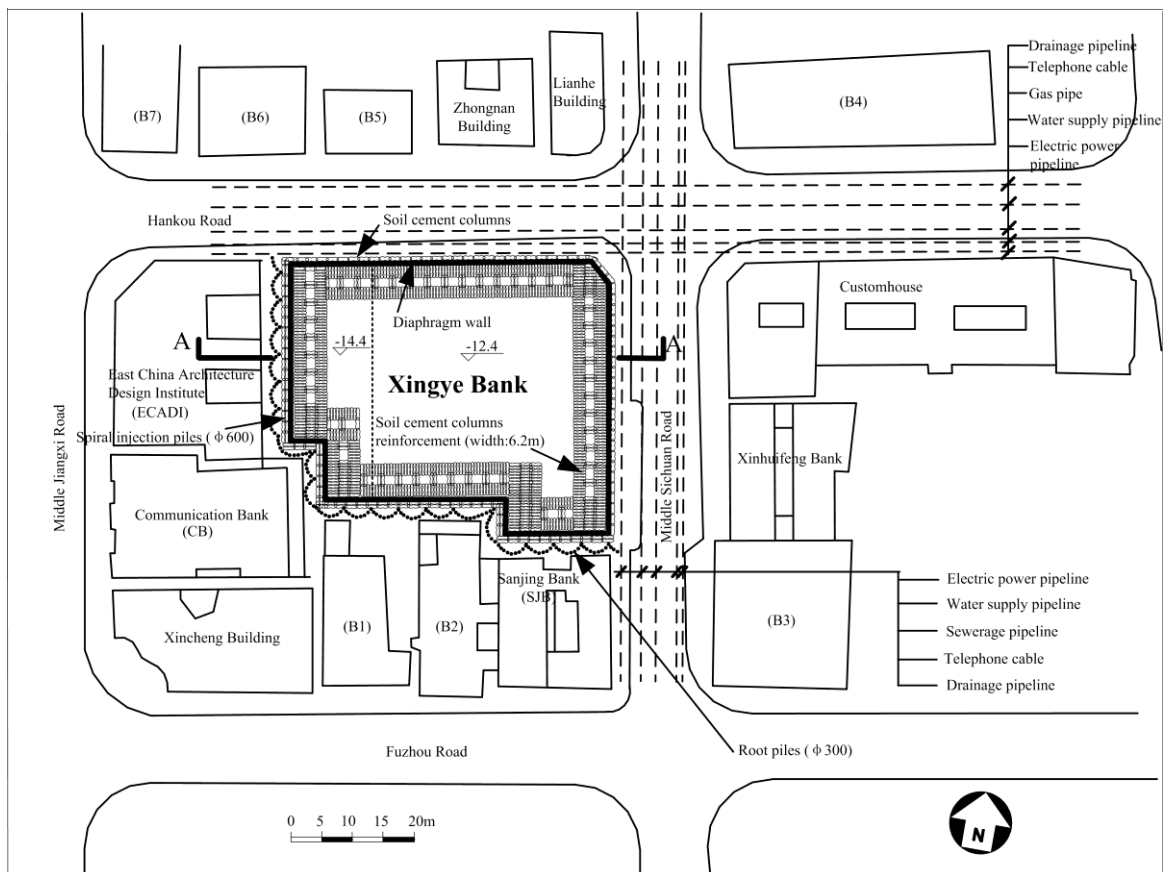 Drainage pipeline
Telephone cable
Gas pipe
Water supply pipeline
Electric power
pipeline
Lianhe
Building
Zhongnan
Building
(B7)
(B6)
(B5)
(B4)
Hankou Road
Soil cement columns
Customhouse
Diaphragm wall
A
A
-14.4
-12.4
East China Architecture
Design Institute
(ECADI)
Xingye Bank
Spiral injection piles ( ϕ 600)
Soil cement columns
reinforcement (width:6.2m)
Middle Jiangxi Road
Middle Sichuan Road
Xinhuifeng Bank
Communication Bank
(CB)
Sanjing Bank
(SJB)
Xincheng Building
(B1)
(B2)
(B3)
Electric power pipeline
Water supply pipeline
Sewerage pipeline
Telephone cable
Drainage pipeline
Fuzhou Road
Root piles ( ϕ 300)
0 5 10 15 20m
N